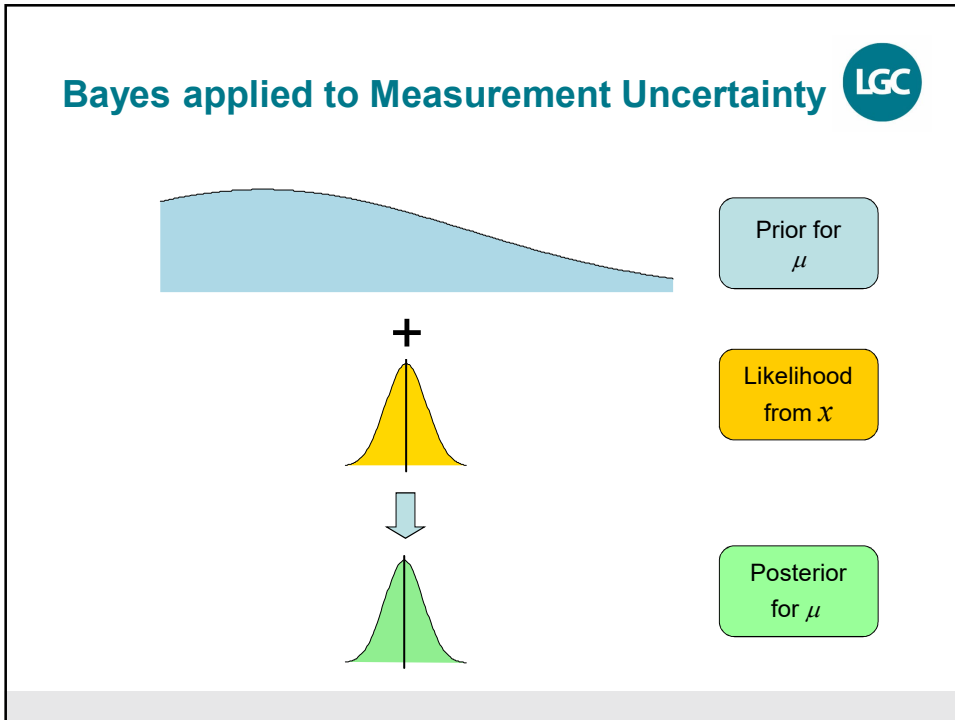 Bayes applied to Measurement Uncertainty
LGC
Prior for
μ
+
Likelihood
from x
Posterior
for μ